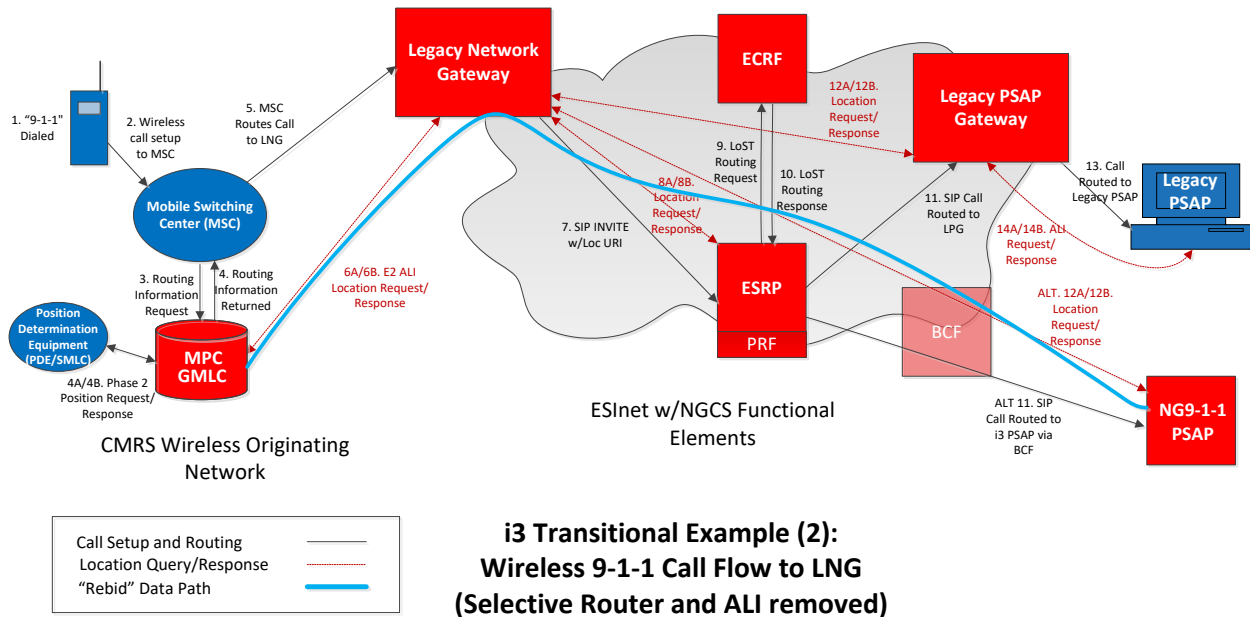 Legacy Network
Gateway
ECRF
Legacy PSAP
Gateway
12A/12B.
Location
Request/
Response
1. “9-1-1"
Dialed
2. Wireless
call setup
to MSC
5. MSC
Routes Call
to LNG
Mobile Switching
Center (MSC)
9. LoST
Routing
Request
10. LoST
Routing
Response
13. Call
Routed to
Legacy PSAP
Legacy
PSAP
8A/8B.
Location
Request/
Response
7. SIP INVITE
w/Loc URI
11. SIP Call
Routed to
LPG
14A/14B. ALI
Request/
Response
3. Routing
Information
Request
4. Routing
Information
Returned
6A/6B. E2 ALI
Location Request/
Response
ESRP
PRF
BCF
ALT. 12A/12B.
Location
Request/
Response
Position
Determination
Equipment
(PDE/SMLC)
MPC
GMLC
4A/4B. Phase 2
Position Request/
Response
NG9-1-1
PSAP
ALT 11. SIP
Call Routed to
i3 PSAP via
BCF
CMRS Wireless Originating
Network
ESInet w/NGCS Functional
Elements
Call Setup and Routing
Location Query/Response
“Rebid” Data Path
i3 Transitional Example (2):
Wireless 9-1-1 Call Flow to LNG
(Selective Router and ALI removed)